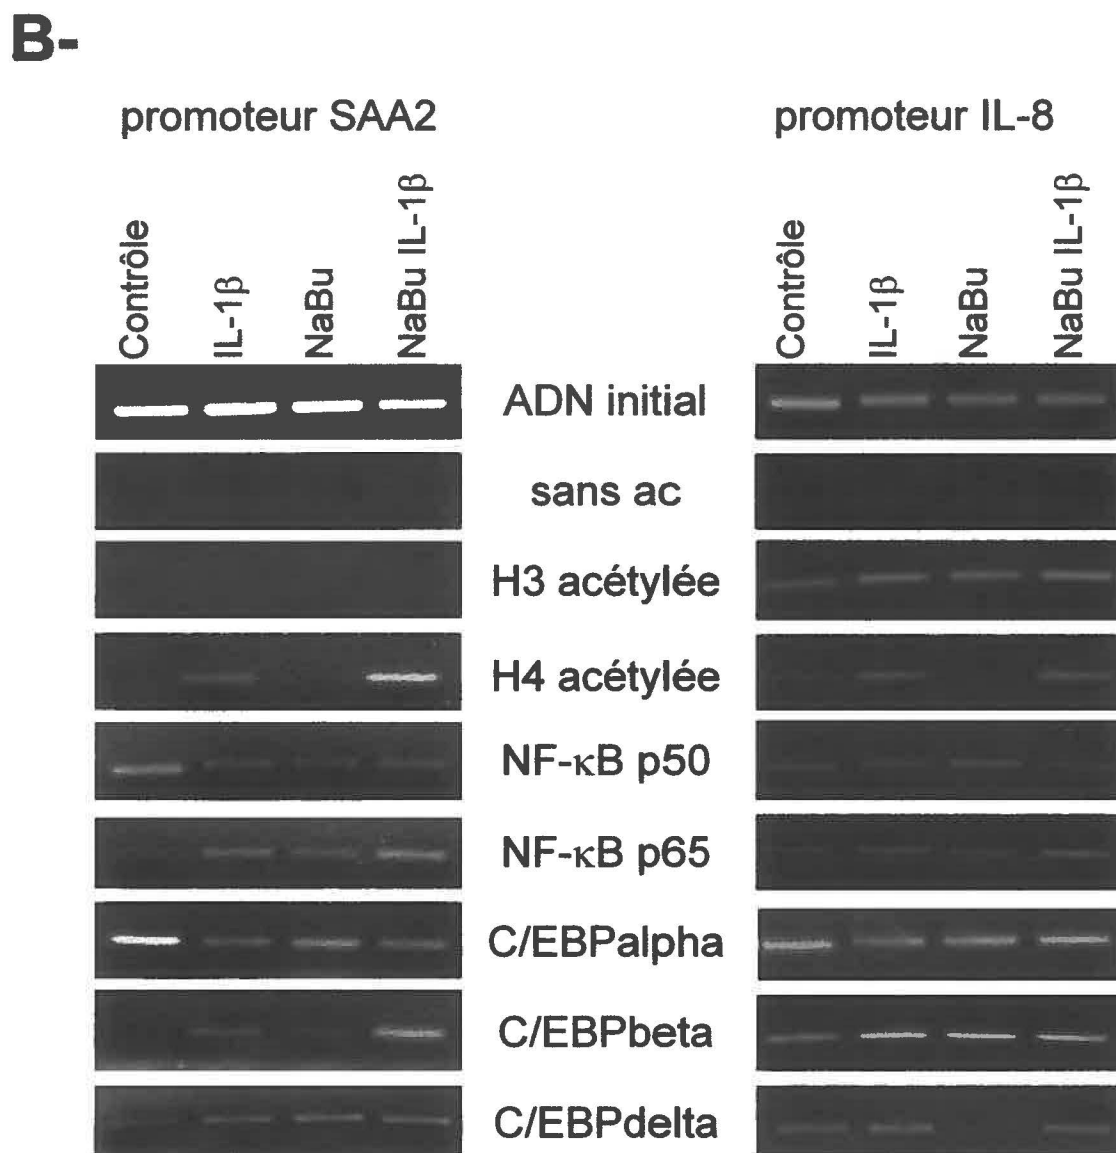 B-
promoteur SAA2
promoteur IL-8
Contrôle
IL-1β
NaBu
NaBu IL-1β
Contrôle
IL-1β
NaBu
NaBu IL-1β
ADN initial
sans ac
H3 acétylée
H4 acétylée
NF-κB p50
NF-κB p65
C/EBPalpha
C/EBPbeta
C/EBPdelta